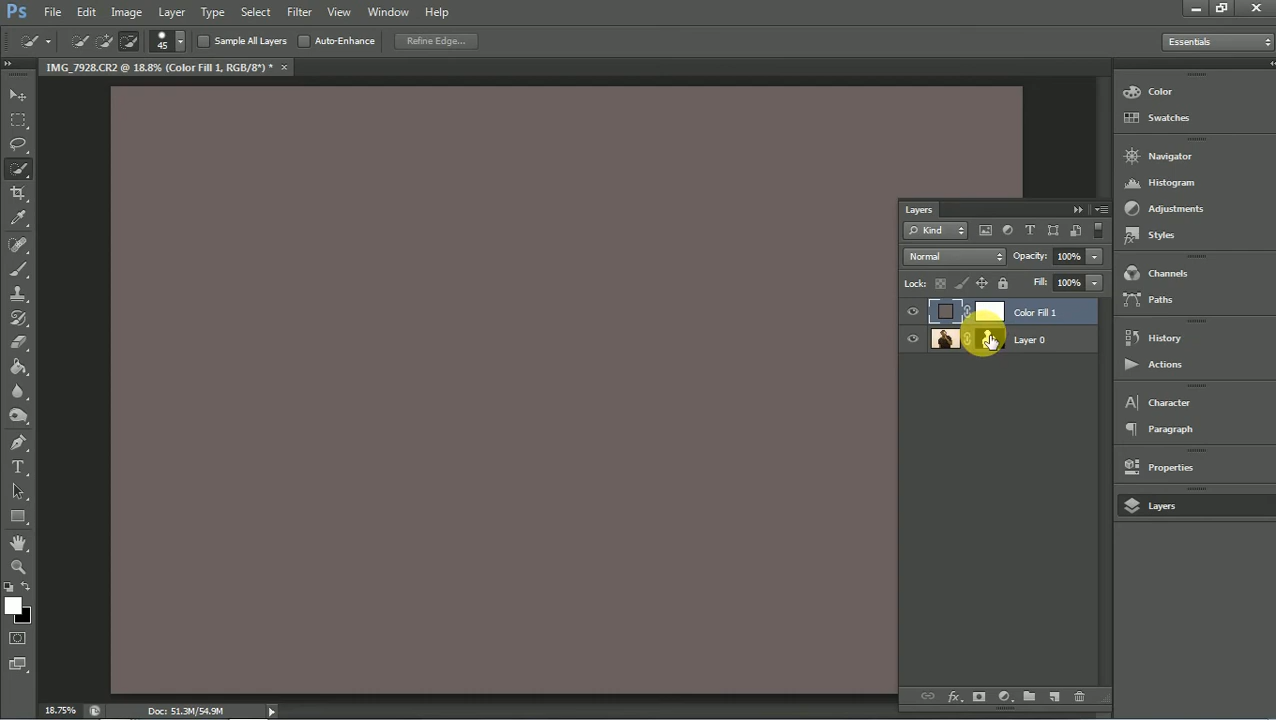 Ps File Edit Image Layer Type Select Filter View Window Help
45 Sample All Layers Auto-Enhance Refine Edge... Essentials
IMG_7928.CR2 @ 18.8% (Color Fill 1, RGB/8*) *
Color
Swatches
Navigator
Histogram
Adjustments
Styles
Channels
Paths
History
Actions
Character
Paragraph
Properties
Layers
Layers
Kind
Normal Opacity: 100%
Lock: Fill: 100%
Color Fill 1
Layer 0
fx
18.75% Doc: 51.3M/54.9M